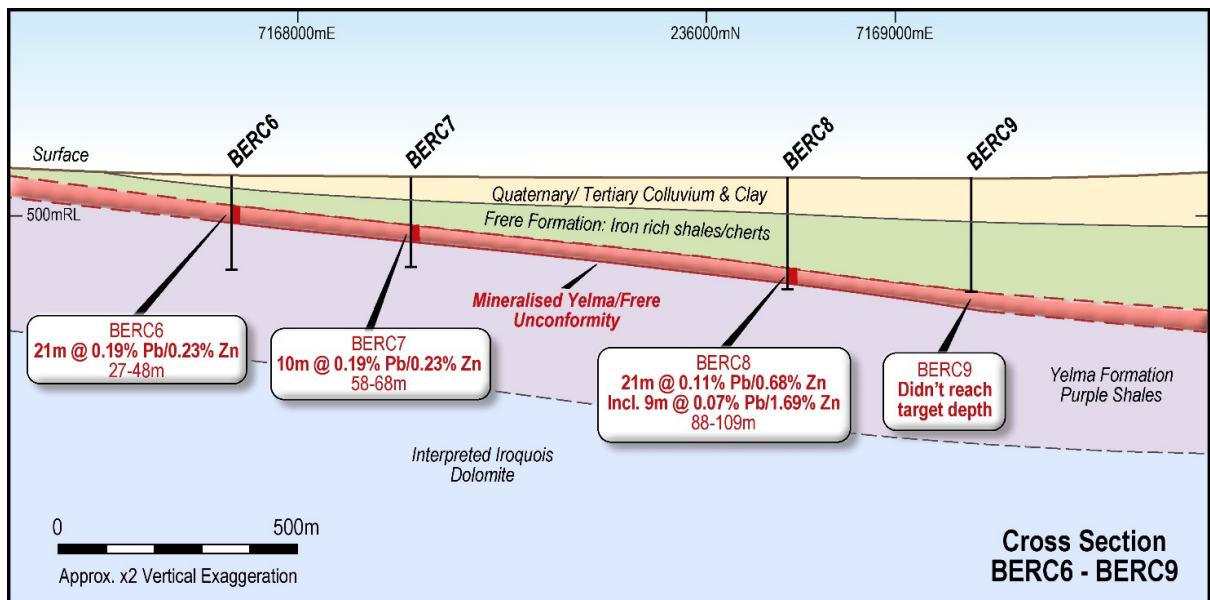 7168000mE
236000mN
7169000mE
BERC6
BERC7
BERC8
BERC9
Surface
Quaternary/ Tertiary Colluvium & Clay
500mRL
Frere Formation: Iron rich shales/cherts
Mineralised Yelma/Frere
Unconformity
BERC6
21m @ 0.19% Pb/0.23% Zn
27-48m
BERC7
10m @ 0.19% Pb/0.23% Zn
58-68m
BERC8
21m @ 0.11% Pb/0.68% Zn
Incl. 9m @ 0.07% Pb/1.69% Zn
88-109m
BERC9
Didn't reach
target depth
Yelma Formation
Purple Shales
Interpreted Iroquois
Dolomite
0
500m
Approx. x2 Vertical Exaggeration
Cross Section
BERC6 - BERC9